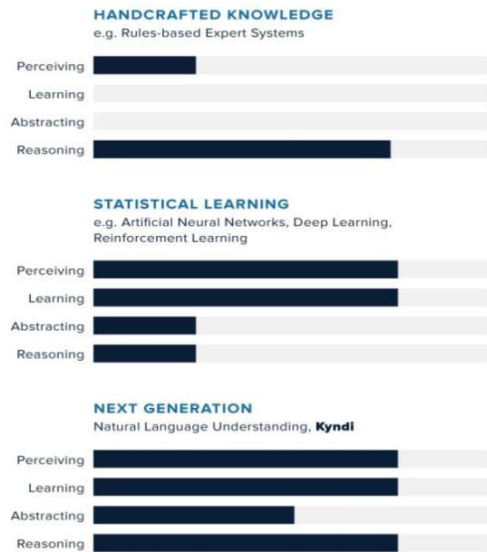 HANDCRAFTED KNOWLEDGE
e.g. Rules-based Expert Systems
Perceiving
Learning
Abstracting
Reasoning
STATISTICAL LEARNING
e.g. Artificial Neural Networks, Deep Learning,
Reinforcement Learning
Perceiving
Learning
Abstracting
Reasoning
NEXT GENERATION
Natural Language Understanding, Kyndi
Perceiving
Learning
Abstracting
Reasoning